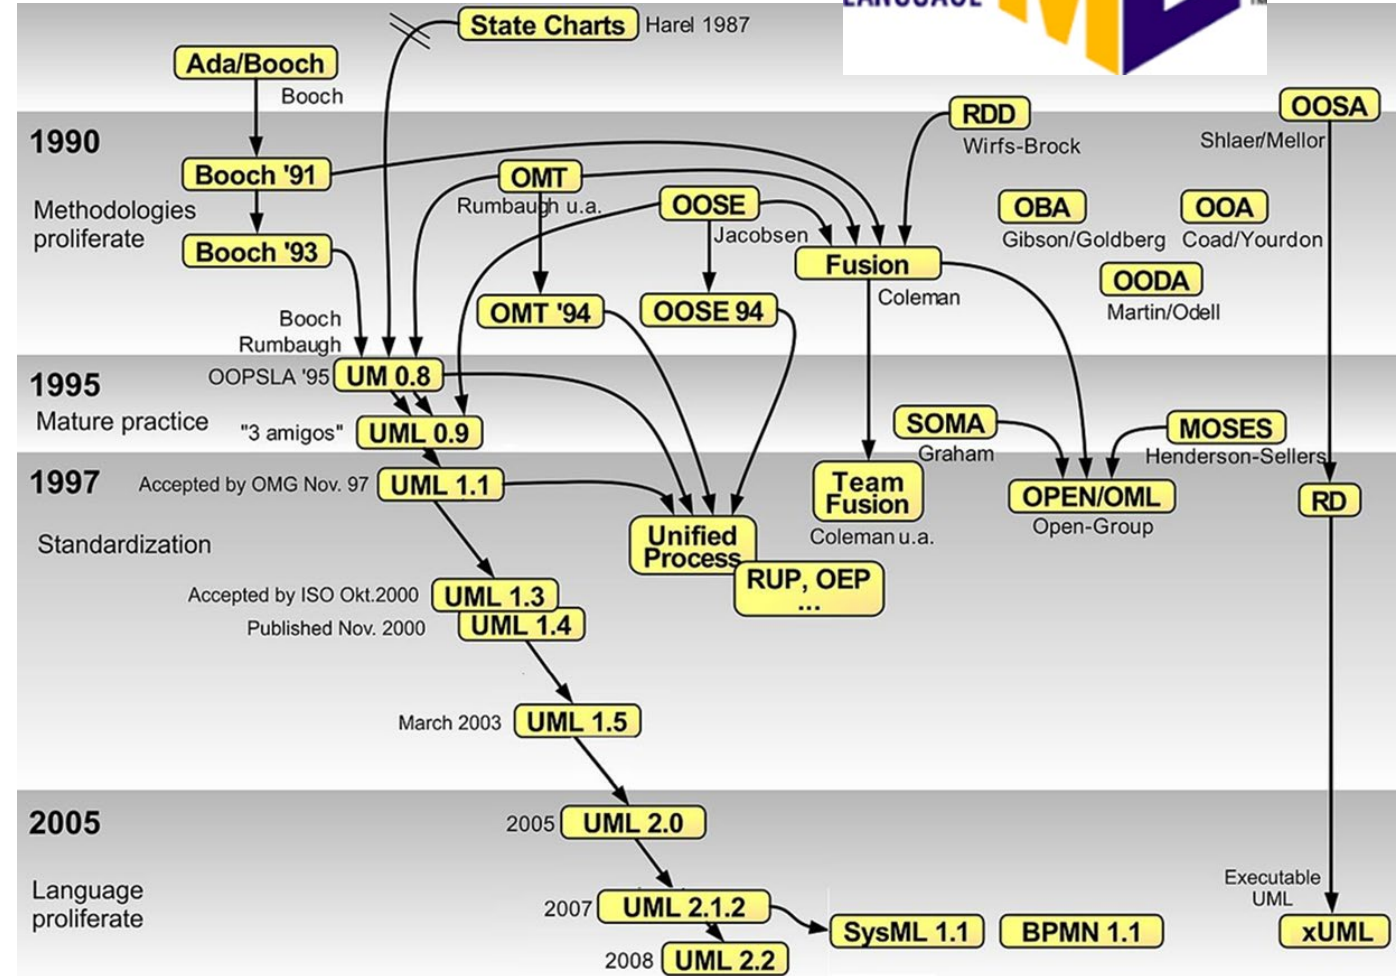 LANGUAGE
State Charts
Harel 1987
Ada/Booch
Booch
RDD
Wirfs-Brock
OOSA
Shlaer/Mellor
1990
Methodologies
proliferate
Booch '91
OMT
Rumbaugh u.a.
OOSE
Jacobsen
OBA
Gibson/Goldberg
OOA
Coad/Yourdon
Booch '93
Fusion
Coleman
OODA
Martin/Odell
OMT '94
OOSE 94
Booch
Rumbaugh
1995
Mature practice
OOPSLA '95
UM 0.8
"3 amigos"
UML 0.9
SOMA
Graham
MOSES
Henderson-Sellers
1997
Standardization
Accepted by OMG Nov. 97
UML 1.1
Team
Fusion
Coleman u.a.
OPEN/OML
Open-Group
RD
Unified
Process
RUP, OEP
...
Accepted by ISO Okt.2000
UML 1.3
Published Nov. 2000
UML 1.4
March 2003
UML 1.5
2005
Language
proliferate
2005
UML 2.0
2007
UML 2.1.2
2008
UML 2.2
SysML 1.1
BPMN 1.1
Executable
UML
xUML